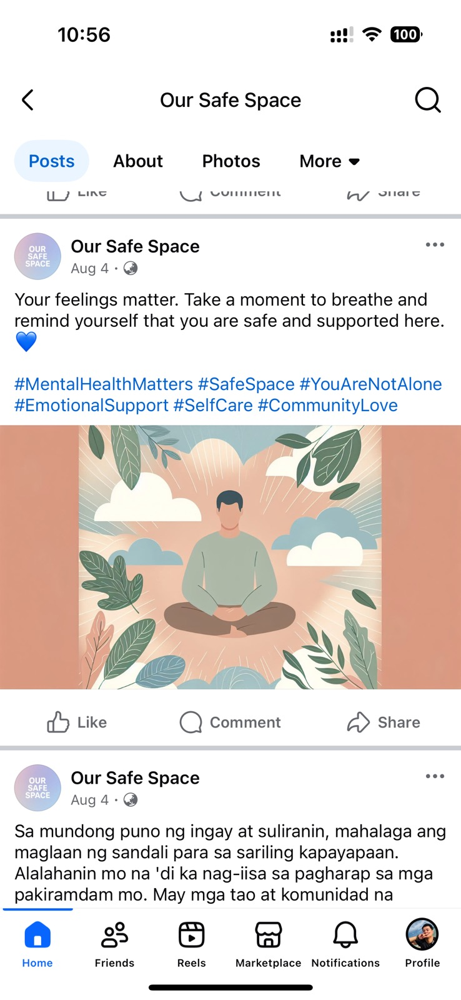 10:56
100
Our Safe Space
Posts
About
Photos
More
Like
Comment
Share
OUR
SAFE
SPACE
Our Safe Space
Aug 4 ·
Your feelings matter. Take a moment to breathe and
remind yourself that you are safe and supported here.
💙
#MentalHealthMatters #SafeSpace #YouAreNotAlone
#EmotionalSupport #SelfCare #CommunityLove
Like
Comment
Share
OUR
SAFE
SPACE
Our Safe Space
Aug 4 ·
Sa mundong puno ng ingay at suliranin, mahalaga ang
maglaan ng sandali para sa sariling kapayapaan.
Alalahanin mo na 'di ka nag-iisa sa pagharap sa mga
pakiramdam mo. May mga tao at komunidad na
Home
Friends
Reels
Marketplace
Notifications
Profile